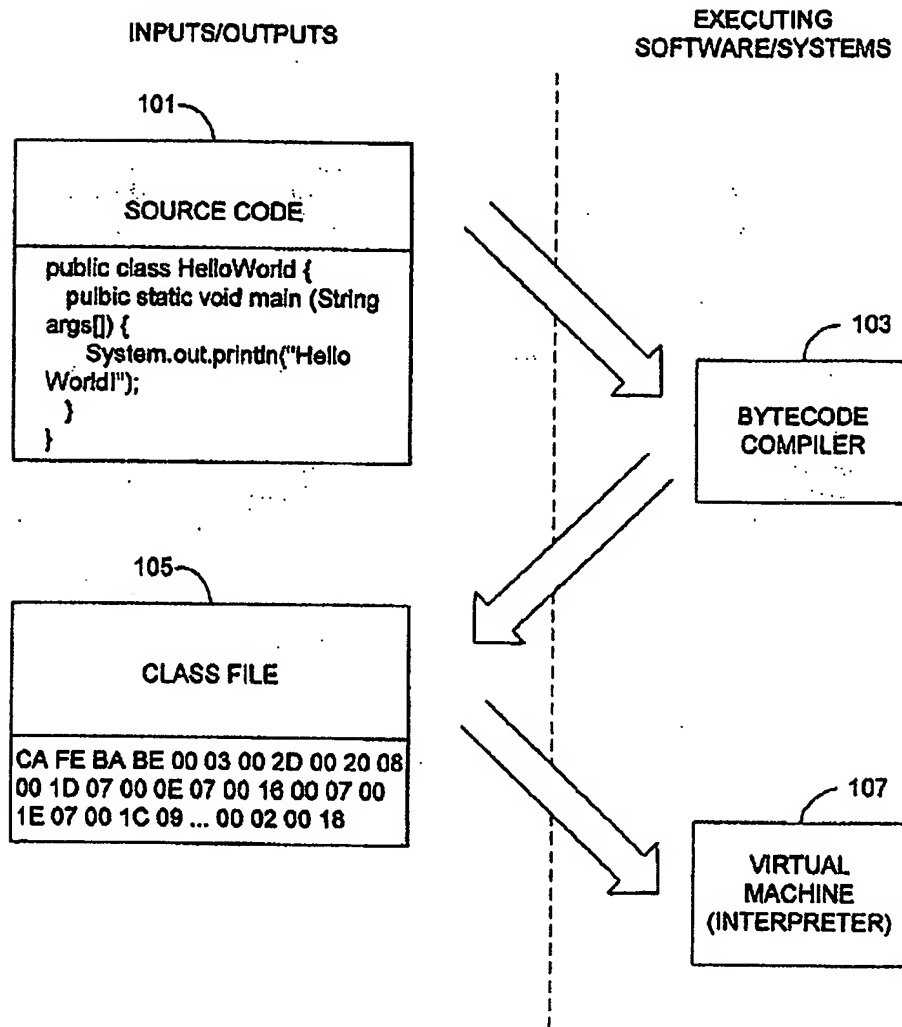 INPUTS/OUTPUTS
EXECUTING
SOFTWARE/SYSTEMS
101
SOURCE CODE
public class HelloWorld {
pulbic static void main (String
args[]) {
System.out.println("Hello
World!");
}
}
103
BYTECODE
COMPILER
105
CLASS FILE
CA FE BA BE 00 03 00 2D 00 20 08
00 1D 07 00 0E 07 00 16 00 07 00
1E 07 00 1C 09 ... 00 02 00 18
107
VIRTUAL
MACHINE
(INTERPRETER)